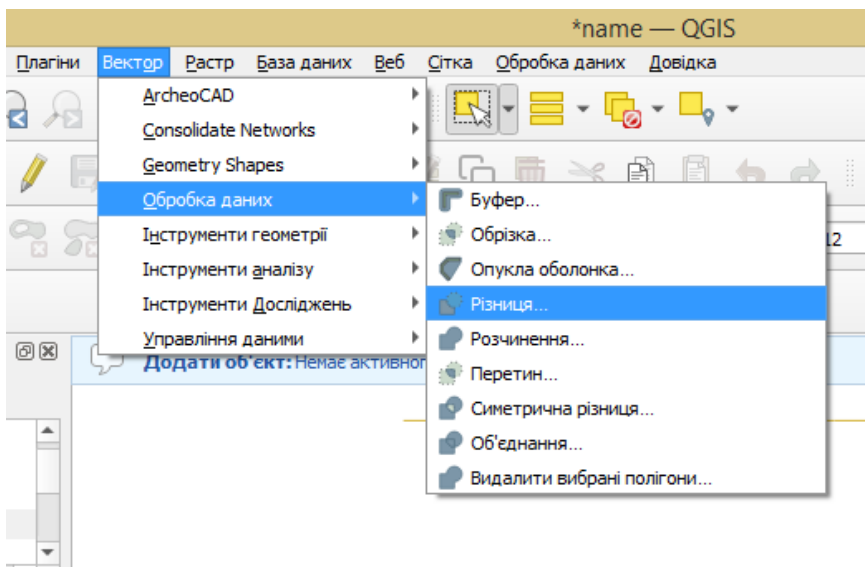 *name — QGIS
Плагіни Вектор Растр База даних Веб Сітка Обробка даних Довідка
ArcheoCAD
Consolidate Networks
Geometry Shapes
Обробка даних
Інструменти геометрії
Інструменти аналізу
Інструменти Досліджень
Управління даними
Буфер...
Обрізка...
Опукла оболонка...
Різниця...
Розчинення...
Перетин...
Симетрична різниця...
Об'єднання...
Видалити вибрані полігони...
12
Додати об'єкт: Немає активног